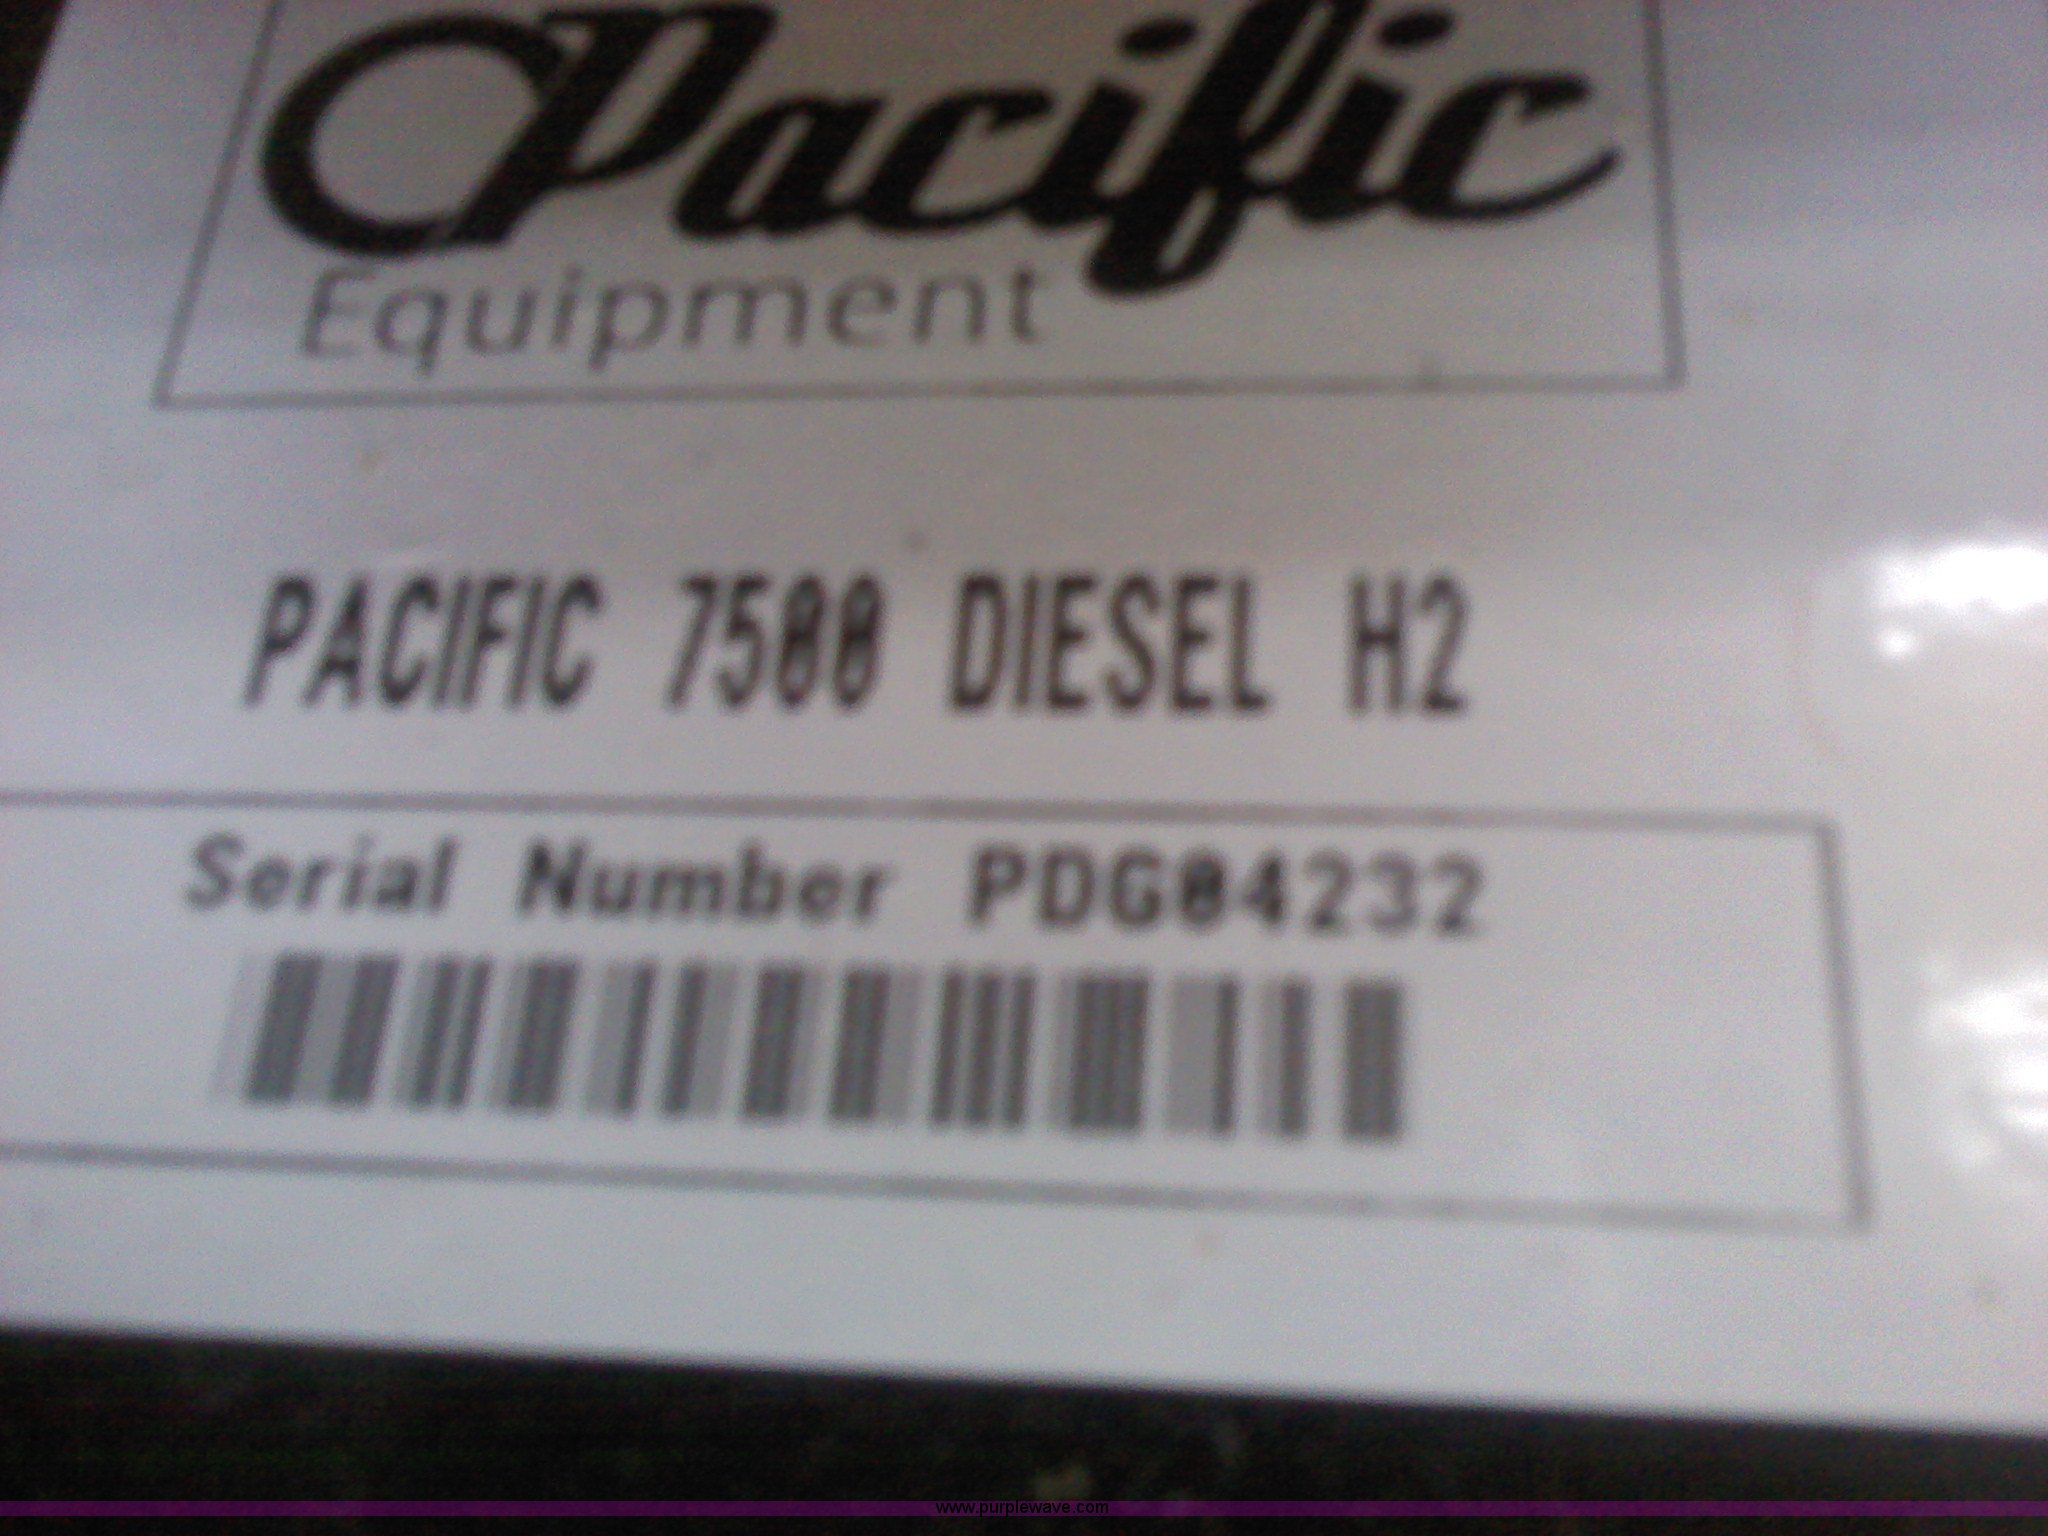 Pacific
Equipment
PACIFIC 7500 DIESEL H2
Serial Number PDG04232
www.purplewave.com